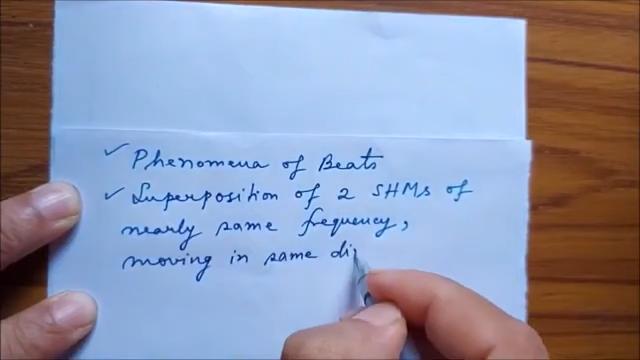 ✓ Phenomena of Beats
✓ Superposition of 2 SHMs of
nearly same frequency,
moving in same di